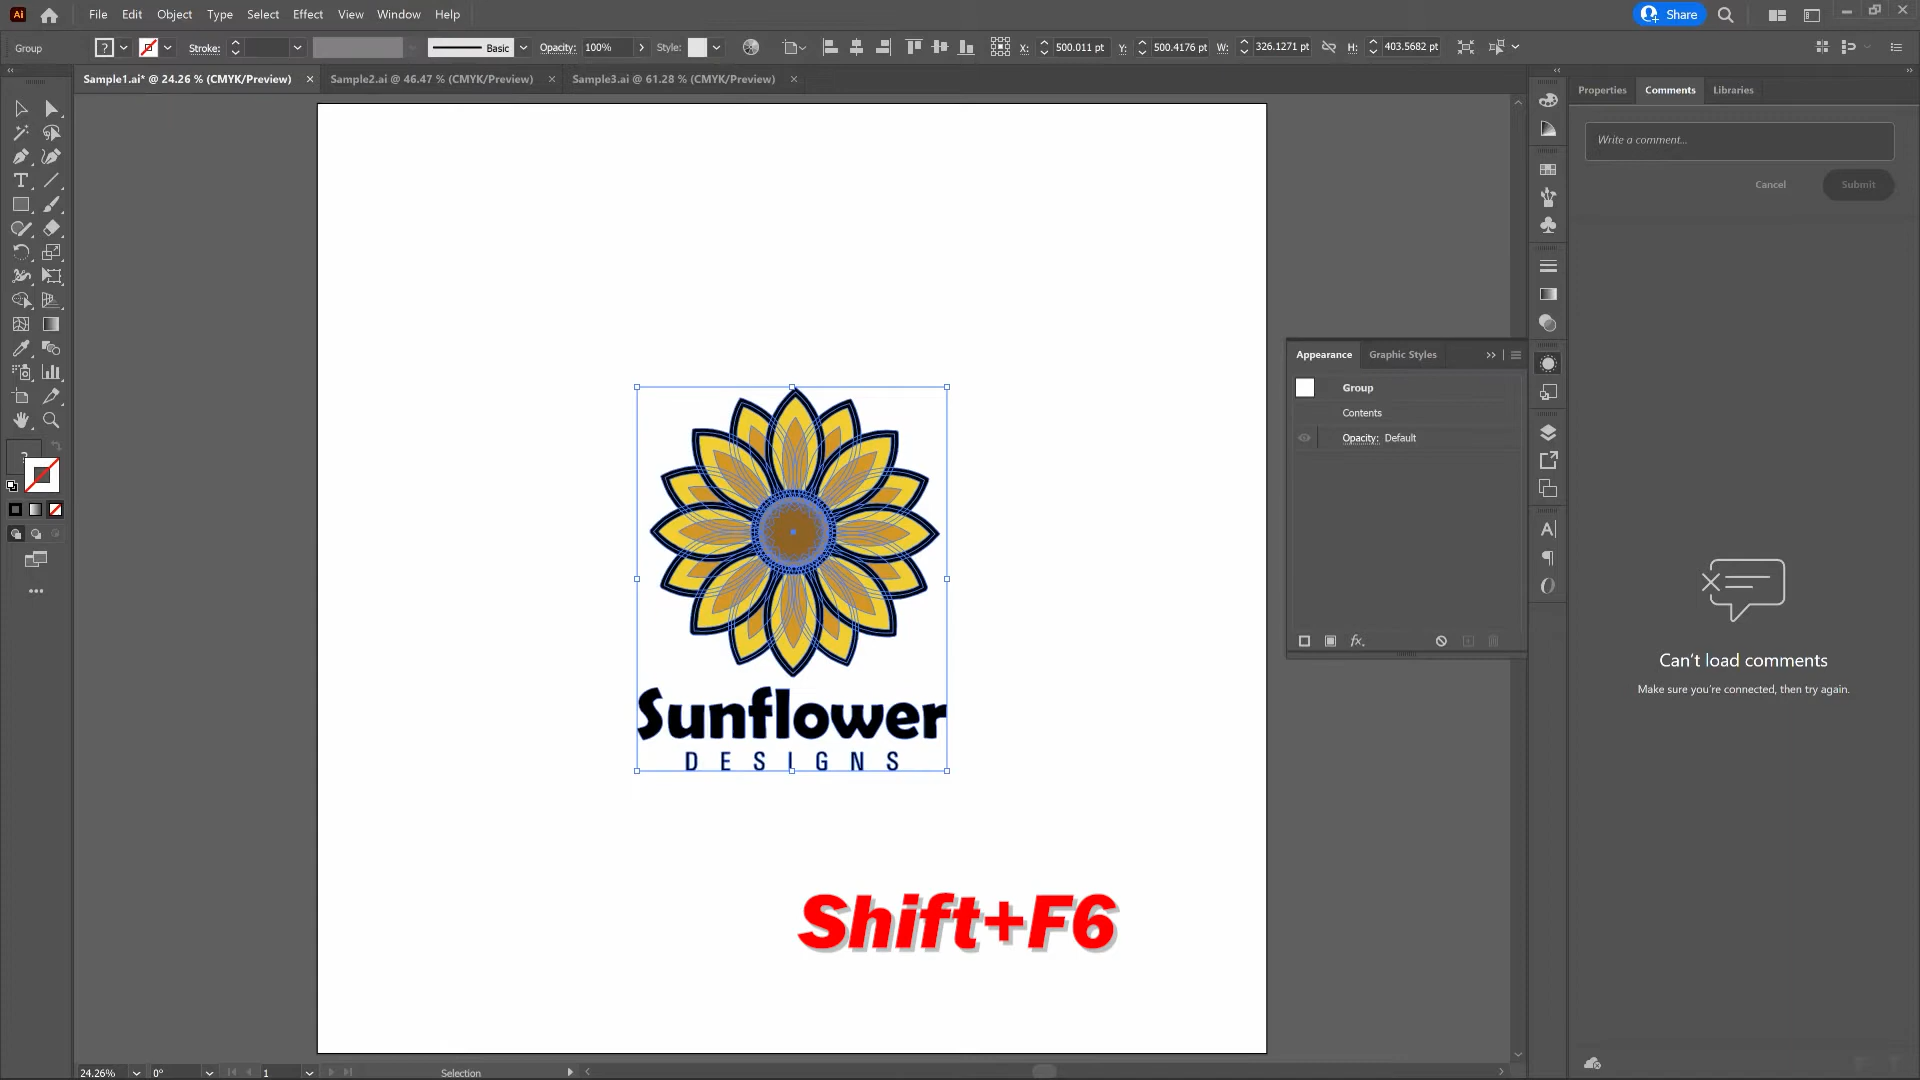 Ai File Edit Object Type Select Effect View Window Help Share
Group ? Stroke: Basic Opacity: 100% Style: X: 500.011 pt Y: 500.4176 pt W: 326.1271 pt H: 403.5682 pt
Sample1.ai* @ 24.26 % (CMYK/Preview) × Sample2.ai @ 46.47 % (CMYK/Preview) × Sample3.ai @ 61.28 % (CMYK/Preview) ×
Properties Comments Libraries
Write a comment...
Cancel Submit
Appearance Graphic Styles
Group
Contents
Opacity: Default
fx.
Sunflower
DESIGNS
Can't load comments
Make sure you're connected, then try again.
Shift+F6
24.26% 0° 1 Selection